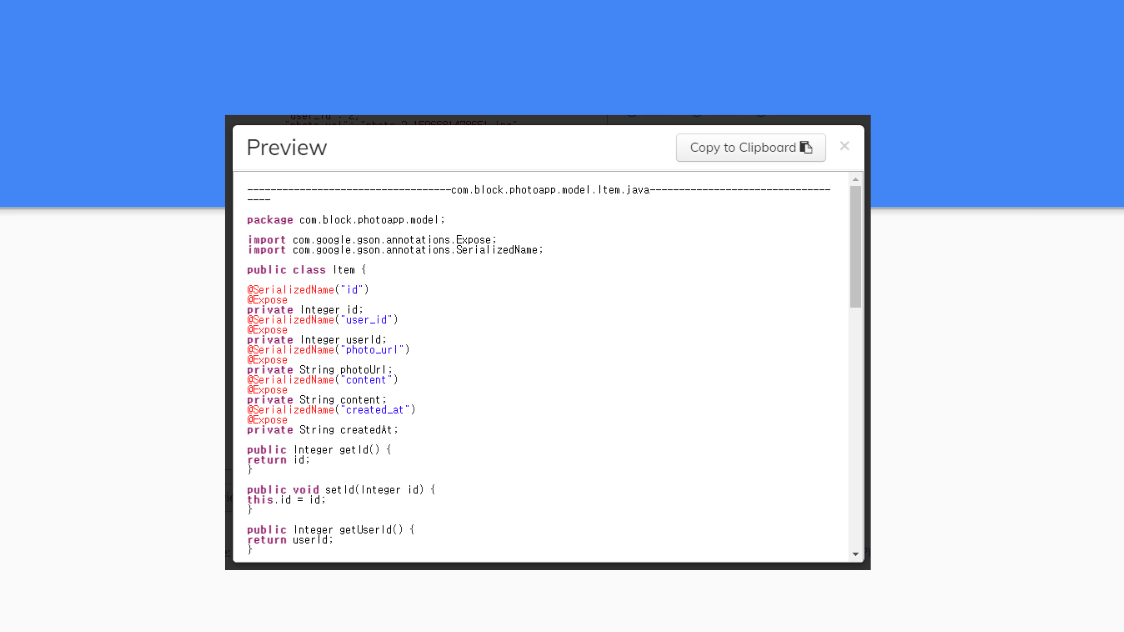 Preview
Copy to Clipboard
-----------------------------------com.block.photoapp.model.Item.java-------------------------------
----
package com.block.photoapp.model;
import com.google.gson.annotations.Expose;
import com.google.gson.annotations.SerializedName;
public class Item {
@SerializedName("id")
@Expose
private Integer id;
@SerializedName("user_id")
@Expose
private Integer userId;
@SerializedName("photo_url")
@Expose
private String photoUrl;
@SerializedName("content")
@Expose
private String content;
@SerializedName("created_at")
@Expose
private String createdAt;
public Integer getId() {
return id;
}
public void setId(Integer id) {
this.id = id;
}
public Integer getUserId() {
return userId;
}